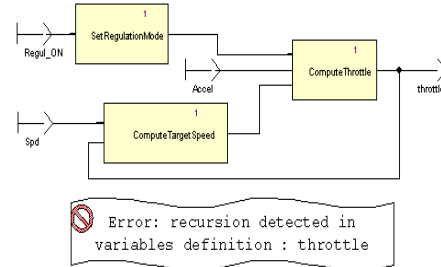 1
SetRegulationMode
Regul_ON
1
ComputeThrottle
Accel
throttle
1
ComputeTargetSpeed
Spd
Error: recursion detected in
variables definition : throttle